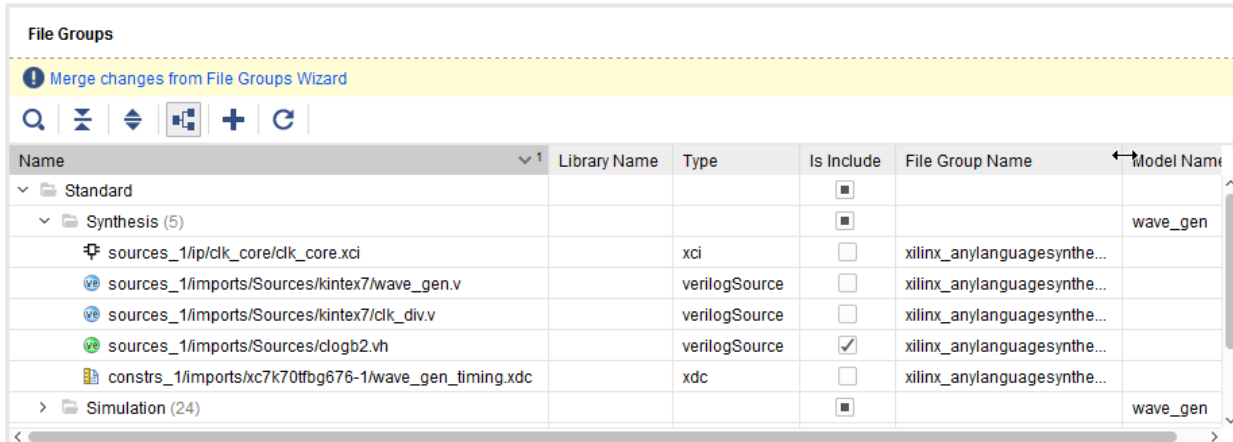 File Groups
Merge changes from File Groups Wizard
Name 1 Library Name Type Is Include File Group Name Model Name
Standard
Synthesis (5) wave_gen
sources_1/ip/clk_core/clk_core.xci xci xilinx_anylanguagesynthe...
sources_1/imports/Sources/kintex7/wave_gen.v verilogSource xilinx_anylanguagesynthe...
sources_1/imports/Sources/kintex7/clk_div.v verilogSource xilinx_anylanguagesynthe...
sources_1/imports/Sources/clogb2.vh verilogSource xilinx_anylanguagesynthe...
constrs_1/imports/xc7k70tfbg676-1/wave_gen_timing.xdc xdc xilinx_anylanguagesynthe...
Simulation (24) wave_gen